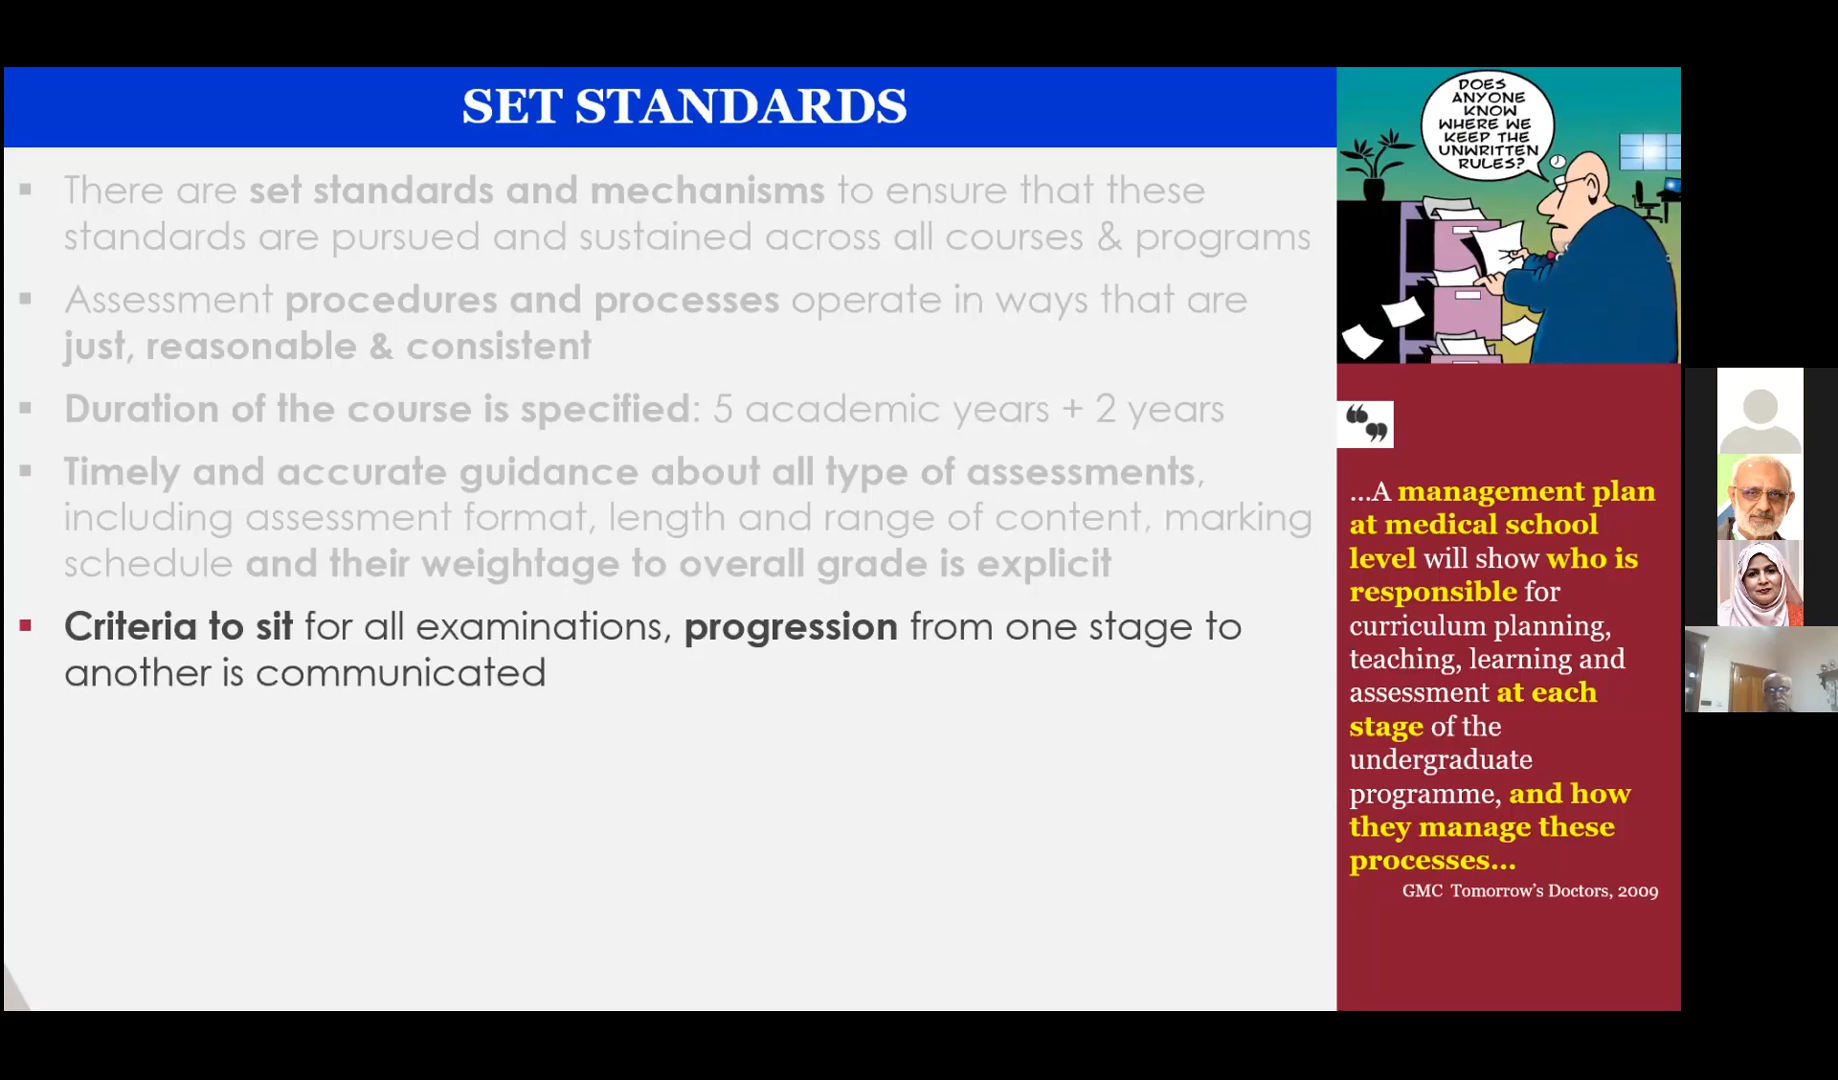 SET STANDARDS
▪ There are set standards and mechanisms to ensure that these
standards are pursued and sustained across all courses & programs
▪ Assessment procedures and processes operate in ways that are
just, reasonable & consistent
▪ Duration of the course is specified: 5 academic years + 2 years
▪ Timely and accurate guidance about all type of assessments,
including assessment format, length and range of content, marking
schedule and their weightage to overall grade is explicit
▪ Criteria to sit for all examinations, progression from one stage to
another is communicated
DOES
ANYONE
KNOW
WHERE WE
KEEP THE
UNWRITTEN
RULES?
...A management plan
at medical school
level will show who is
responsible for
curriculum planning,
teaching, learning and
assessment at each
stage of the
undergraduate
programme, and how
they manage these
processes...
GMC Tomorrow's Doctors, 2009